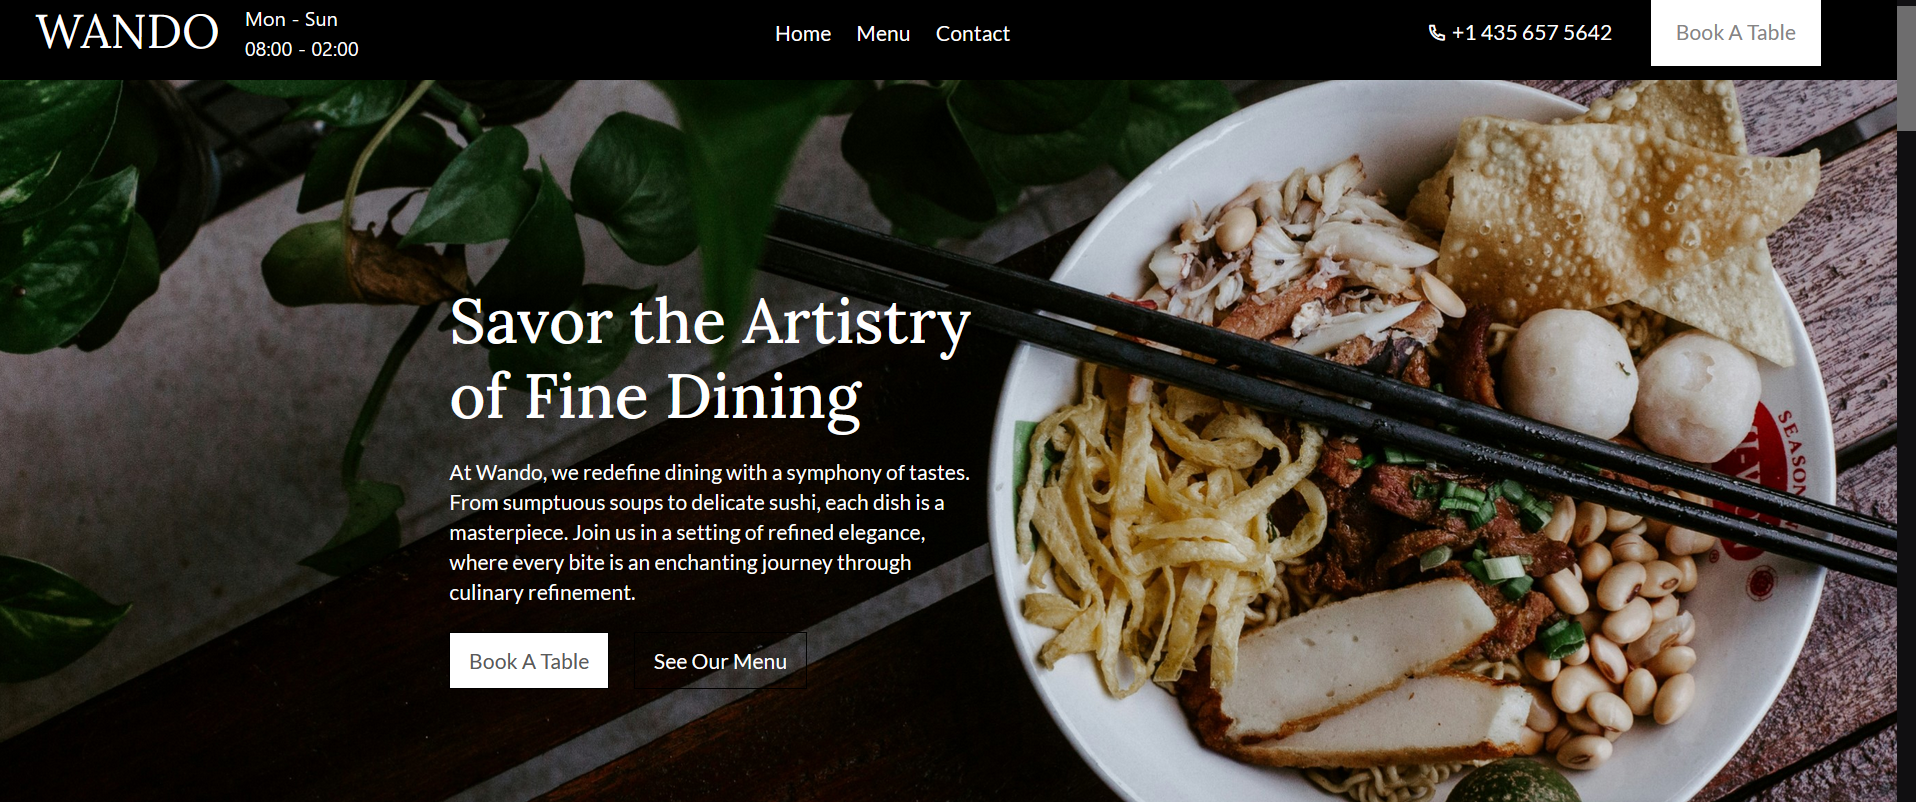 WANDO
Mon - Sun
08:00 - 02:00
Home Menu Contact
+1 435 657 5642
Book A Table
Savor the Artistry
of Fine Dining
At Wando, we redefine dining with a symphony of tastes.
From sumptuous soups to delicate sushi, each dish is a
masterpiece. Join us in a setting of refined elegance,
where every bite is an enchanting journey through
culinary refinement.
Book A Table
See Our Menu